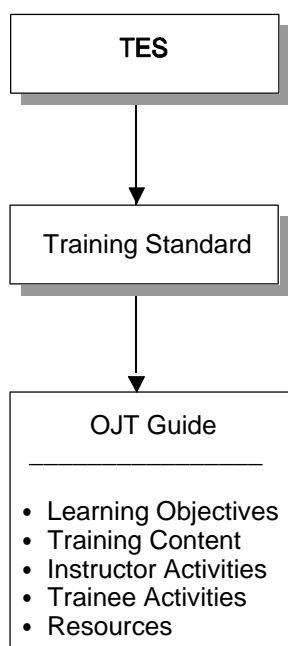 TES
Training Standard
OJT Guide
• Learning Objectives
• Training Content
• Instructor Activities
• Trainee Activities
• Resources